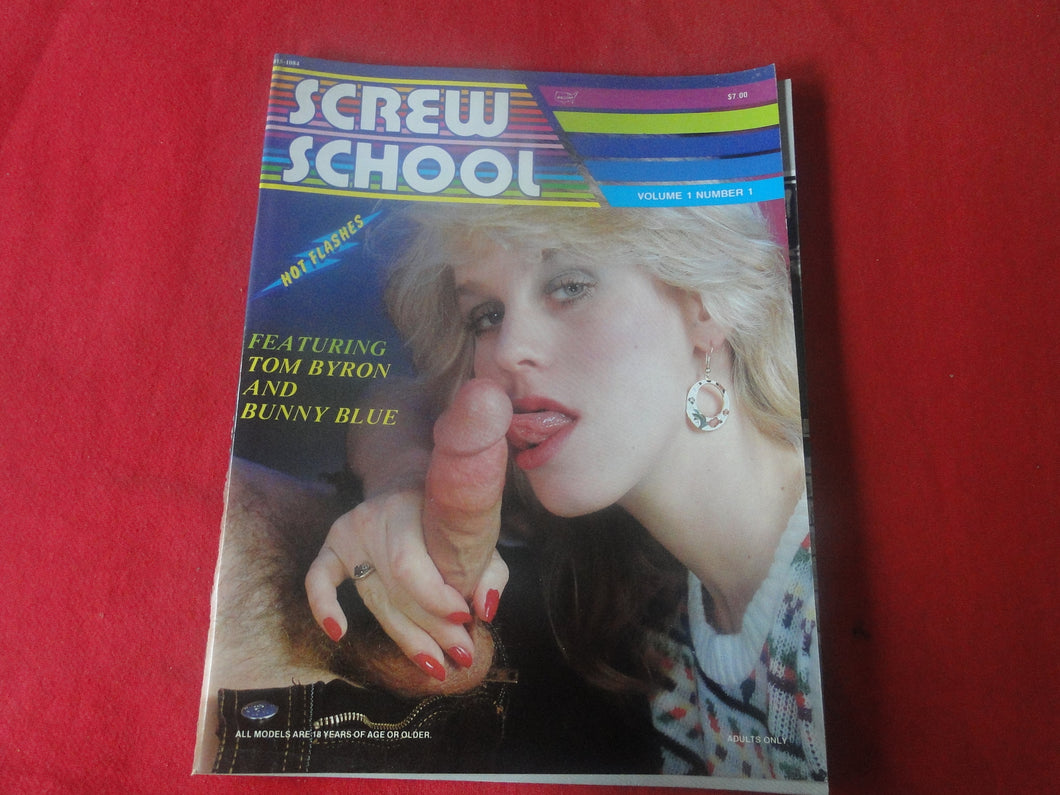 SCREW
SCHOOL
$7.00
VOLUME 1 NUMBER 1
HOT FLASHES
FEATURING
TOM BYRON
AND
BUNNY BLUE
ALL MODELS ARE 18 YEARS OF AGE OR OLDER.
ADULTS ONLY